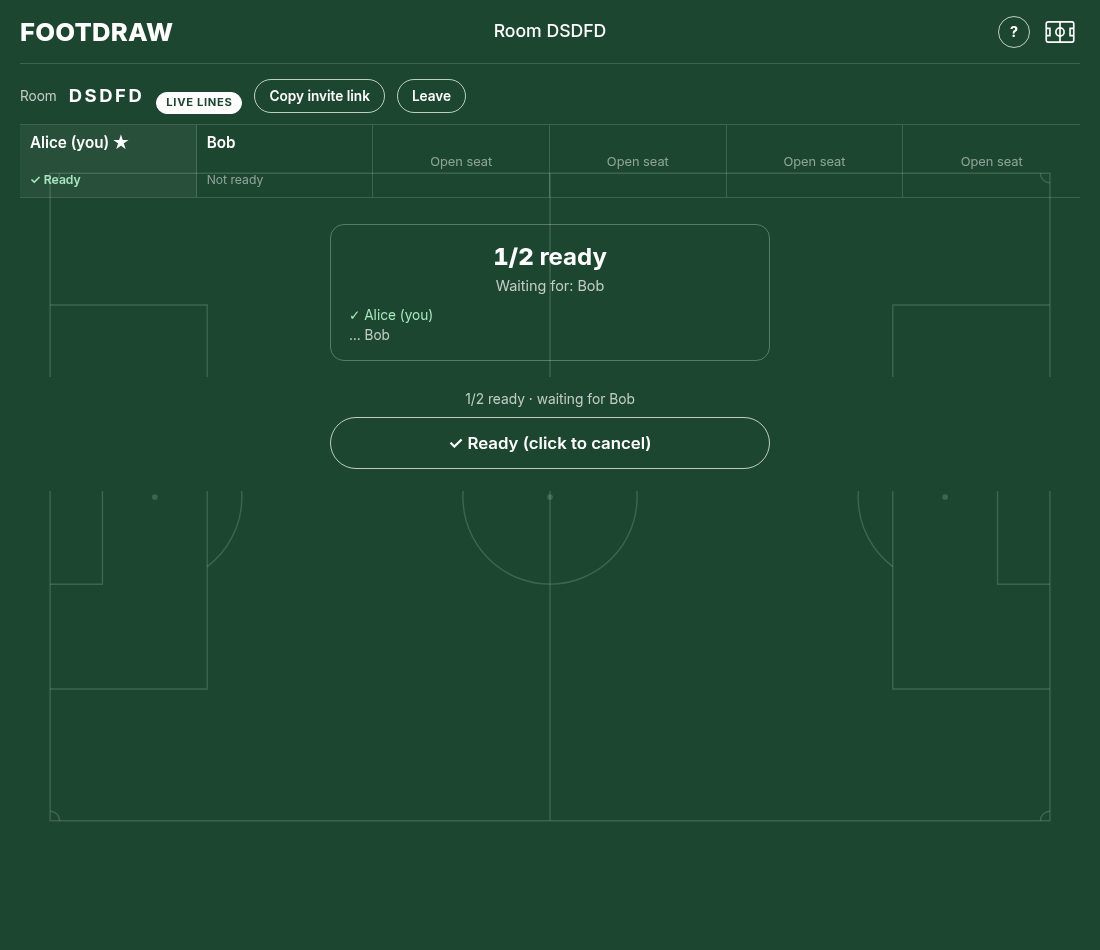 FOOTDRAW
Room DSDFD
?
Room DSDFD LIVE LINES Copy invite link Leave
Alice (you) ★
✓ Ready
Bob
Not ready
Open seat
Open seat
Open seat
Open seat
1/2 ready
Waiting for: Bob
✓ Alice (you)
... Bob
1/2 ready · waiting for Bob
✓ Ready (click to cancel)